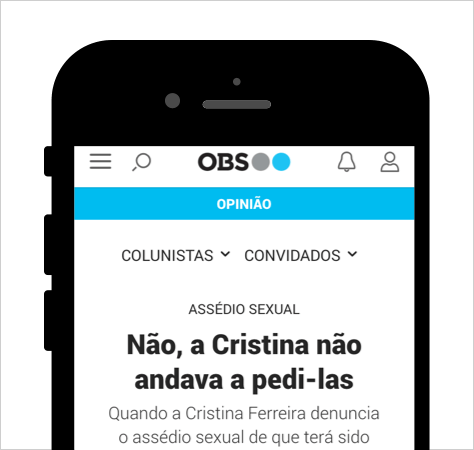 OBS
OPINIÃO
COLUNISTAS CONVIDADOS
ASSÉDIO SEXUAL
Não, a Cristina não
andava a pedi-las
Quando a Cristina Ferreira denuncia
o assédio sexual de que terá sido